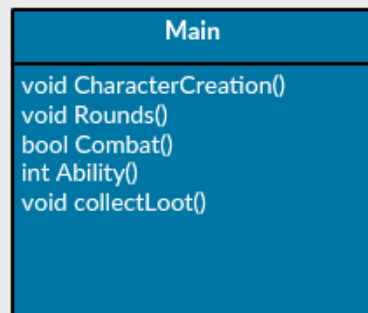 Main
void CharacterCreation()
void Rounds()
bool Combat()
int Ability()
void collectLoot()